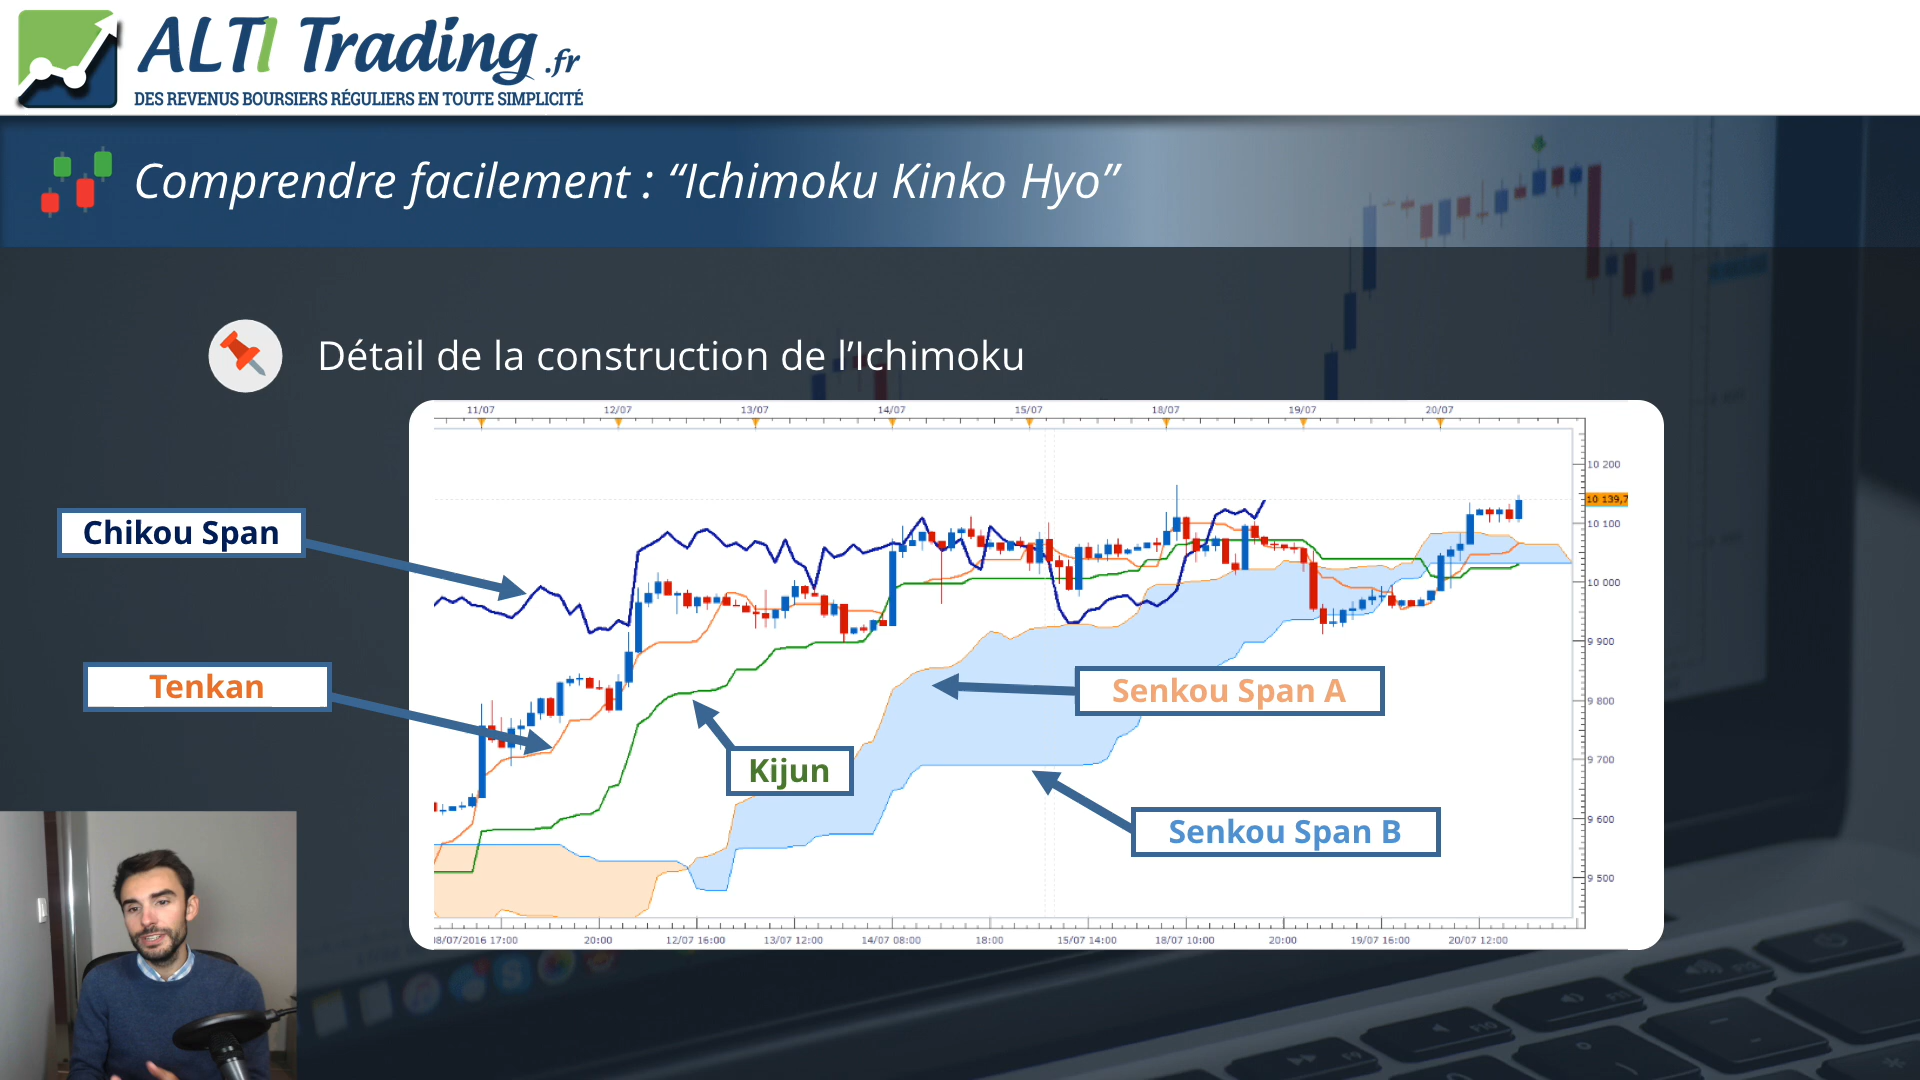 ALTI Trading .fr
DES REVENUS BOURSIERS RÉGULIERS EN TOUTE SIMPLICITÉ
Comprendre facilement : “Ichimoku Kinko Hyo”
Détail de la construction de l’Ichimoku
11/07 12/07 13/07 14/07 15/07 18/07 19/07 20/07
10 200
10 139,7
10 100
10 000
9 900
9 800
9 700
9 600
9 500
Chikou Span
Tenkan
Kijun
Senkou Span A
Senkou Span B
8/07/2016 17:00 20:00 12/07 16:00 13/07 12:00 14/07 08:00 18:00 15/07 14:00 18/07 10:00 20:00 19/07 16:00 20/07 12:00